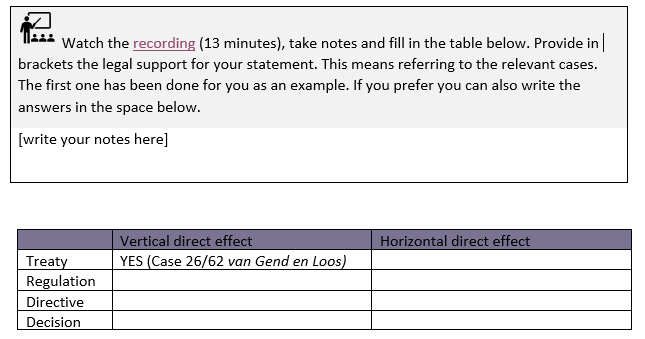 Watch the recording (13 minutes), take notes and fill in the table below. Provide in
brackets the legal support for your statement. This means referring to the relevant cases.
The first one has been done for you as an example. If you prefer you can also write the
answers in the space below.
[write your notes here]
Vertical direct effect Horizontal direct effect
Treaty YES (Case 26/62 van Gend en Loos)
Regulation
Directive
Decision